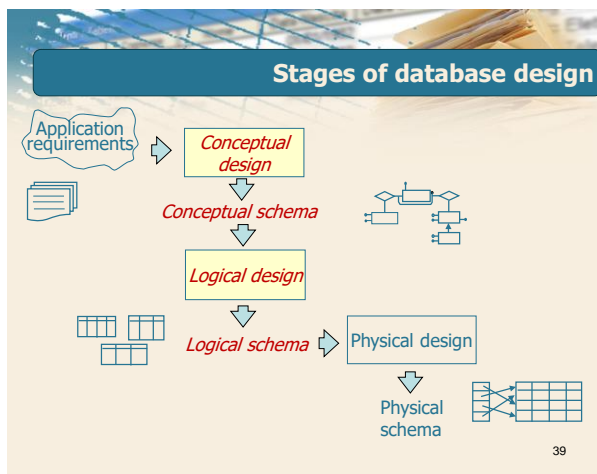 Stages of database design
Application
requirements
Conceptual
design
Conceptual schema
Logical design
Logical schema
Physical design
Physical
schema
39